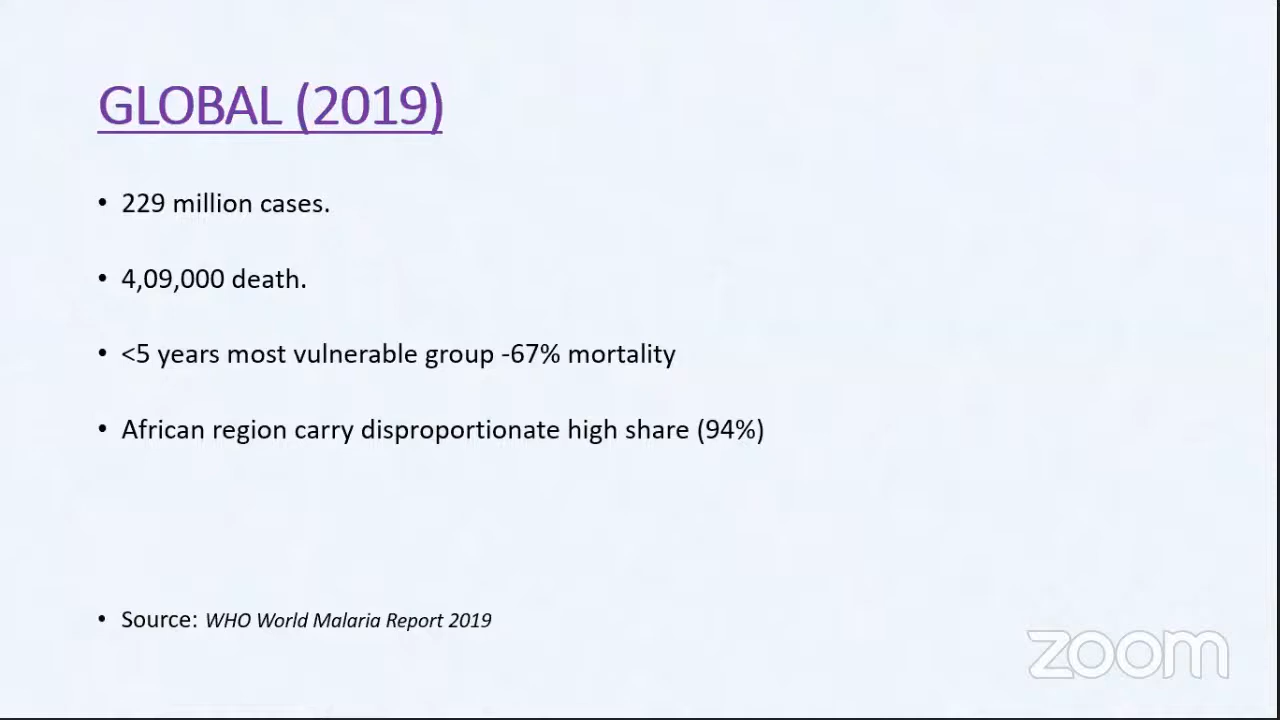 GLOBAL (2019)
• 229 million cases.
• 4,09,000 death.
• <5 years most vulnerable group -67% mortality
• African region carry disproportionate high share (94%)
• Source: WHO World Malaria Report 2019
zoom